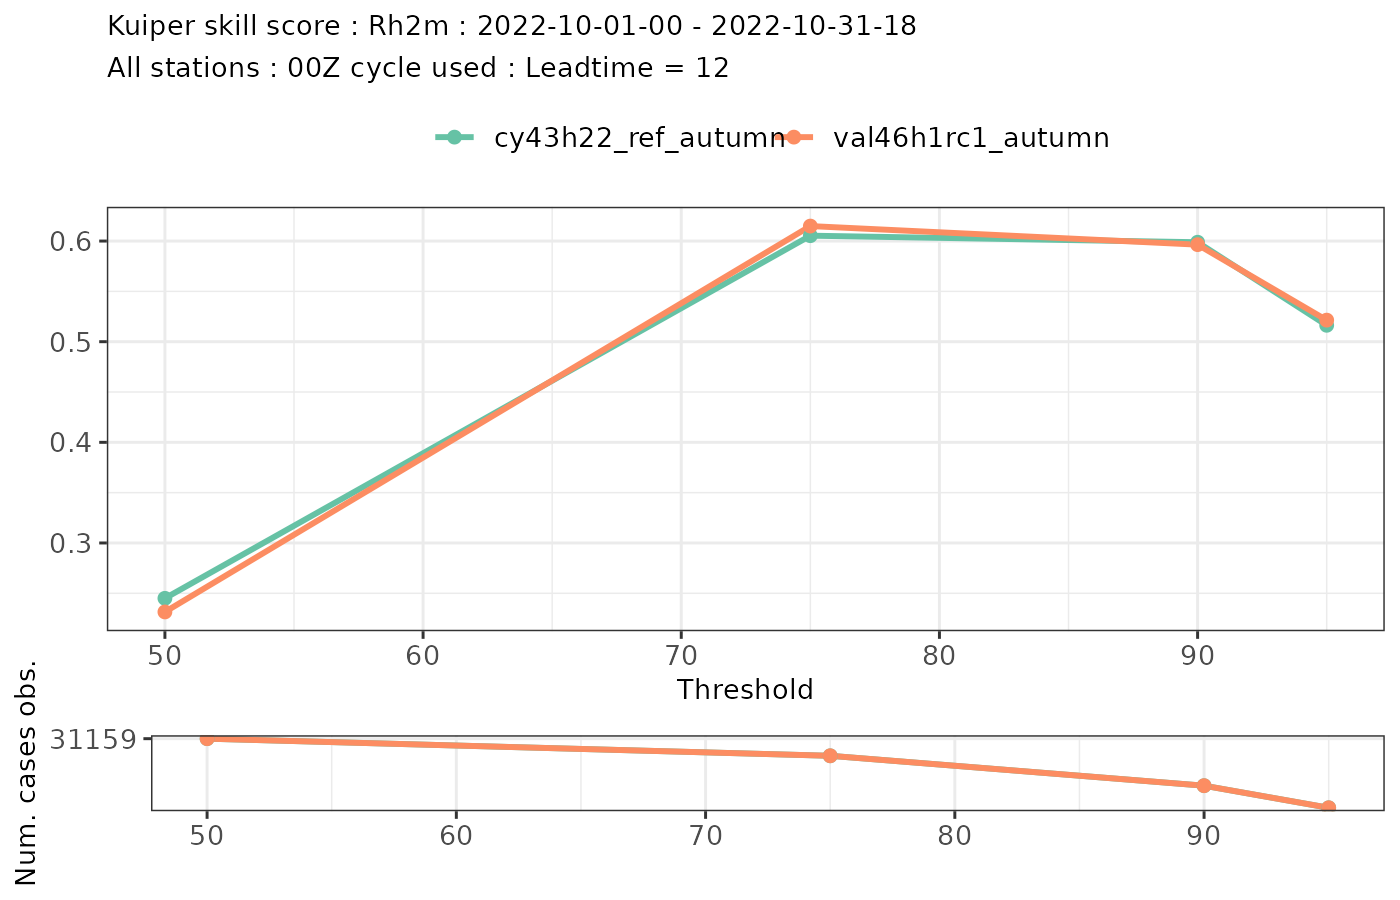 Kuiper skill score : Rh2m : 2022-10-01-00 - 2022-10-31-18
All stations : 00Z cycle used : Leadtime = 12
cy43h22_ref_autumn val46h1rc1_autumn
0.6
0.5
0.4
0.3
50 60 70 80 90
Threshold
Num. cases obs.
31159
50 60 70 80 90